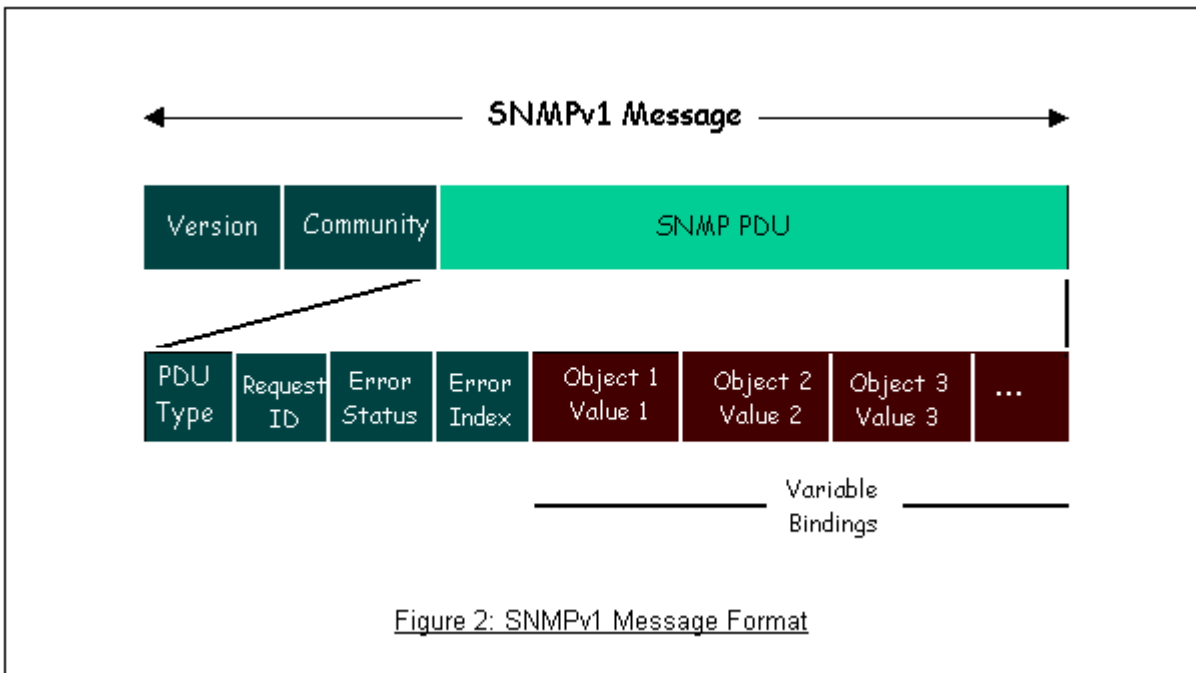 SNMPv1 Message
Version
Community
SNMP PDU
PDU
Type
Request
ID
Error
Status
Error
Index
Object 1
Value 1
Object 2
Value 2
Object 3
Value 3
...
Variable
Bindings
Figure 2: SNMPv1 Message Format